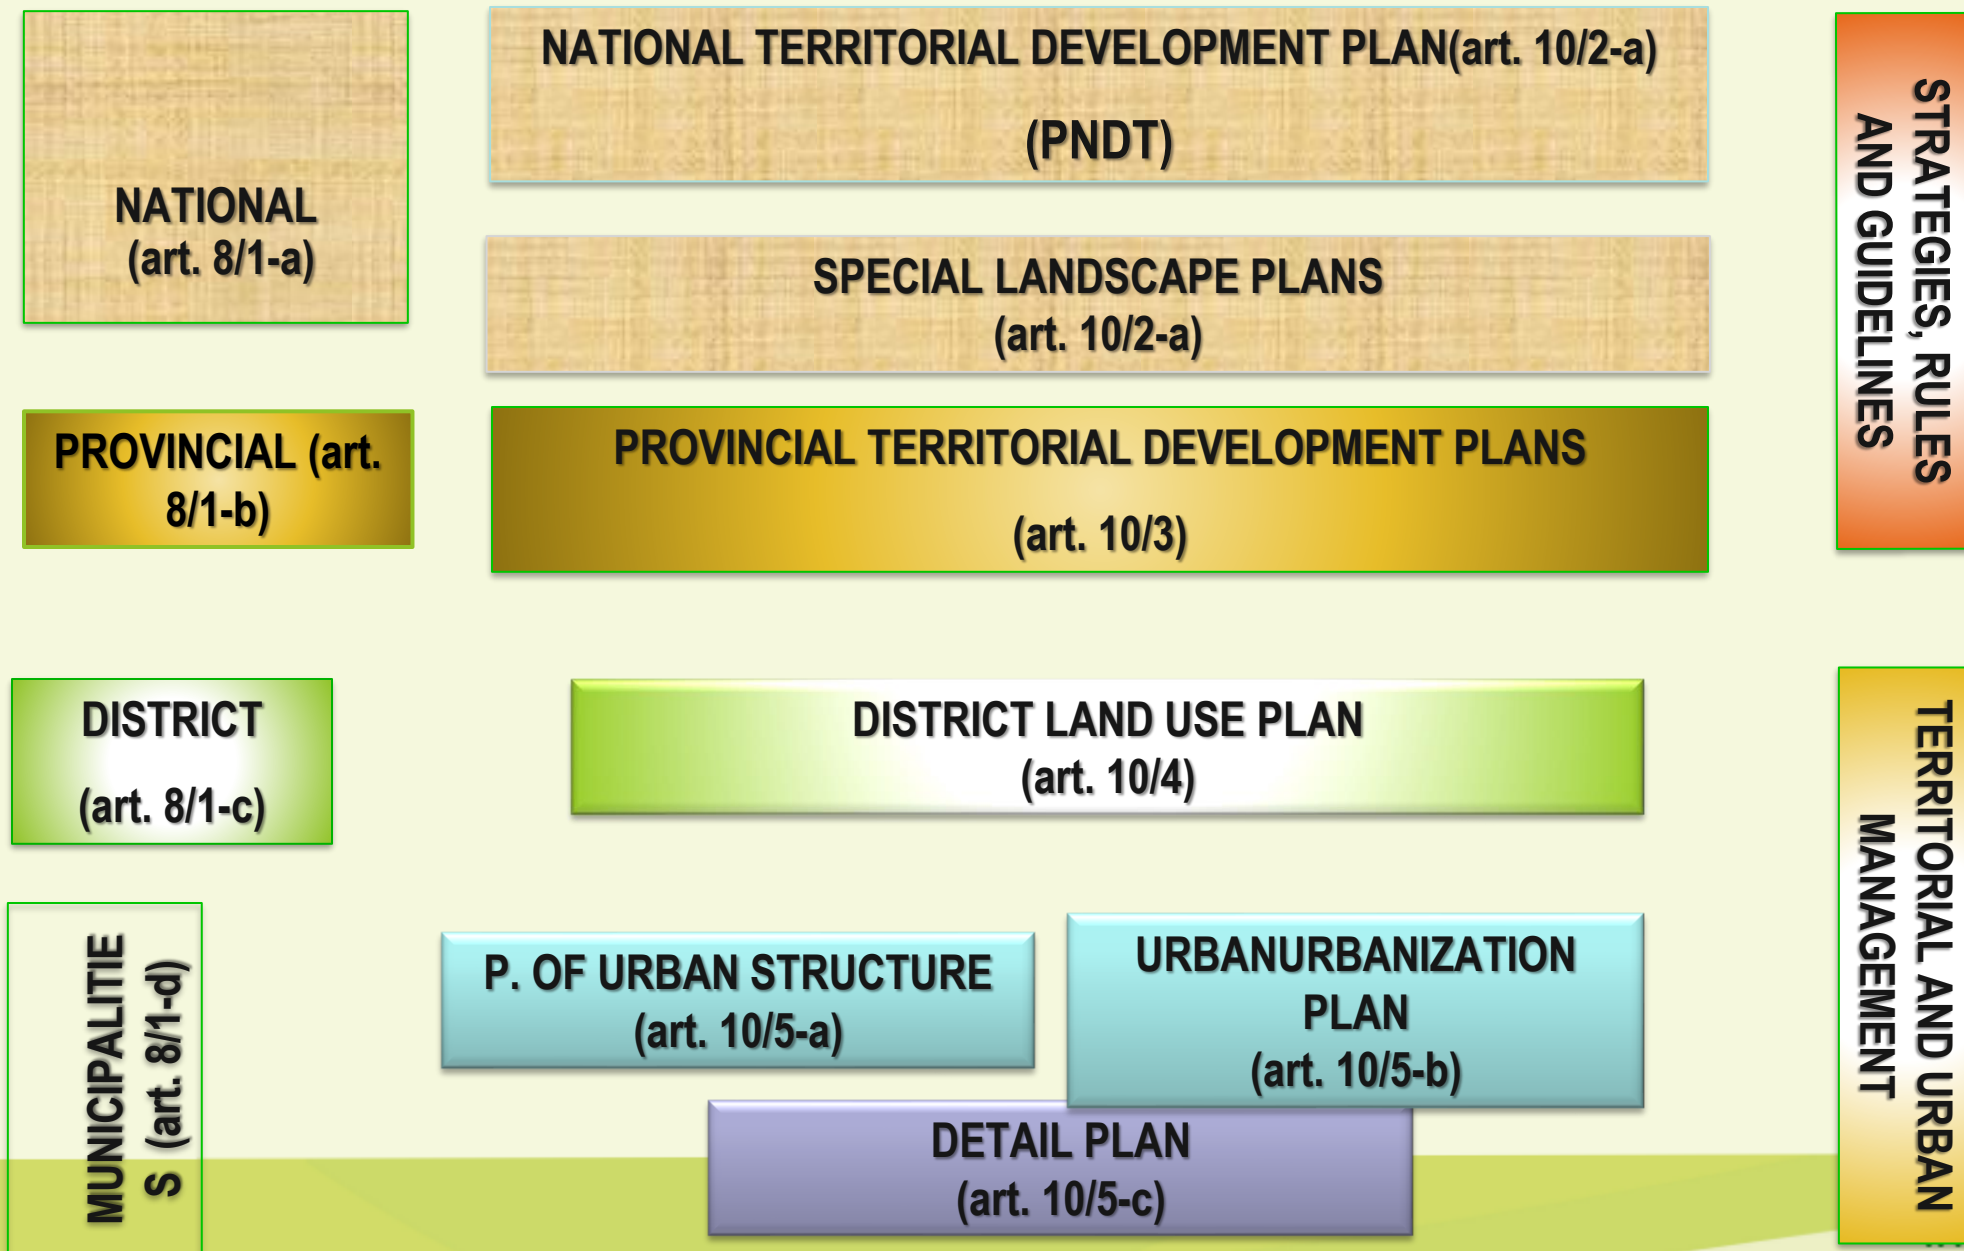 NATIONAL
(art. 8/1-a)
NATIONAL TERRITORIAL DEVELOPMENT PLAN(art. 10/2-a)
(PNDT)
SPECIAL LANDSCAPE PLANS
(art. 10/2-a)
STRATEGIES, RULES
AND GUIDELINES
PROVINCIAL (art.
8/1-b)
PROVINCIAL TERRITORIAL DEVELOPMENT PLANS
(art. 10/3)
DISTRICT
(art. 8/1-c)
DISTRICT LAND USE PLAN
(art. 10/4)
TERRITORIAL AND URBAN
MANAGEMENT
MUNICIPALITIE
S (art. 8/1-d)
P. OF URBAN STRUCTURE
(art. 10/5-a)
URBANURBANIZATION
PLAN
(art. 10/5-b)
DETAIL PLAN
(art. 10/5-c)